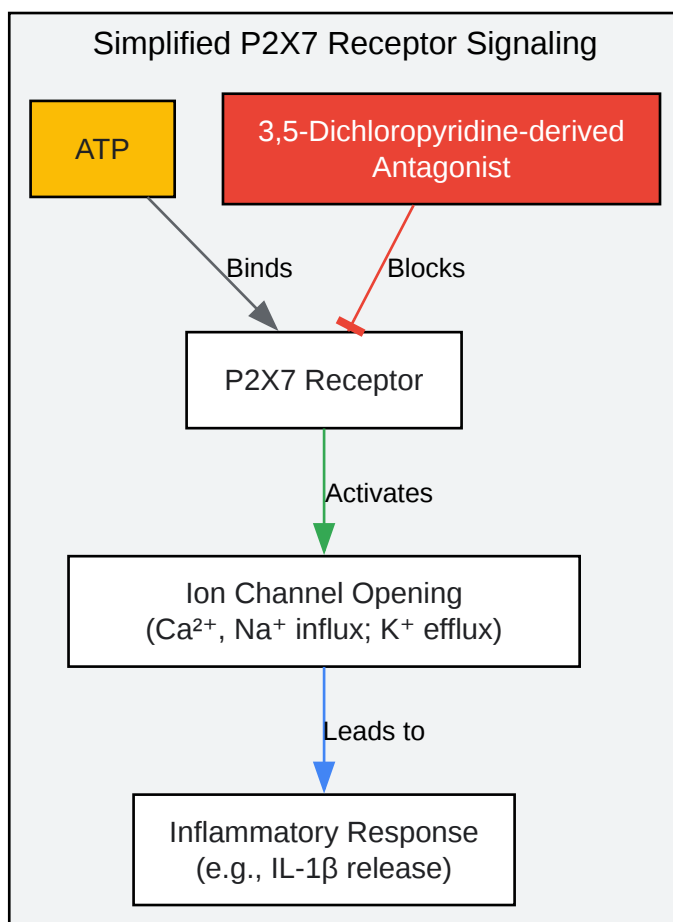 Simplified P2X7 Receptor Signaling
ATP
3,5-Dichloropyridine-derived
Antagonist
Binds
Blocks
P2X7 Receptor
Activates
Ion Channel Opening
(Ca²⁺, Na⁺ influx; K⁺ efflux)
Leads to
Inflammatory Response
(e.g., IL-1β release)